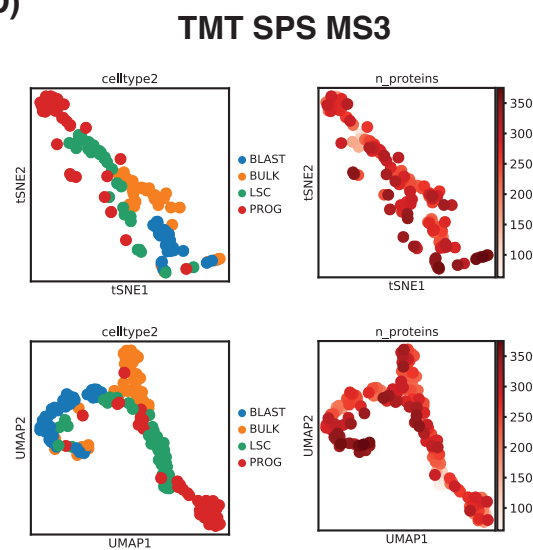 D)
TMT SPS MS3
celltype2
tSNE2
tSNE1
BLAST
BULK
LSC
PROG
n_proteins
tSNE2
tSNE1
350
300
250
200
150
100
celltype2
UMAP2
UMAP1
BLAST
BULK
LSC
PROG
n_proteins
UMAP2
UMAP1
350
300
250
200
150
100